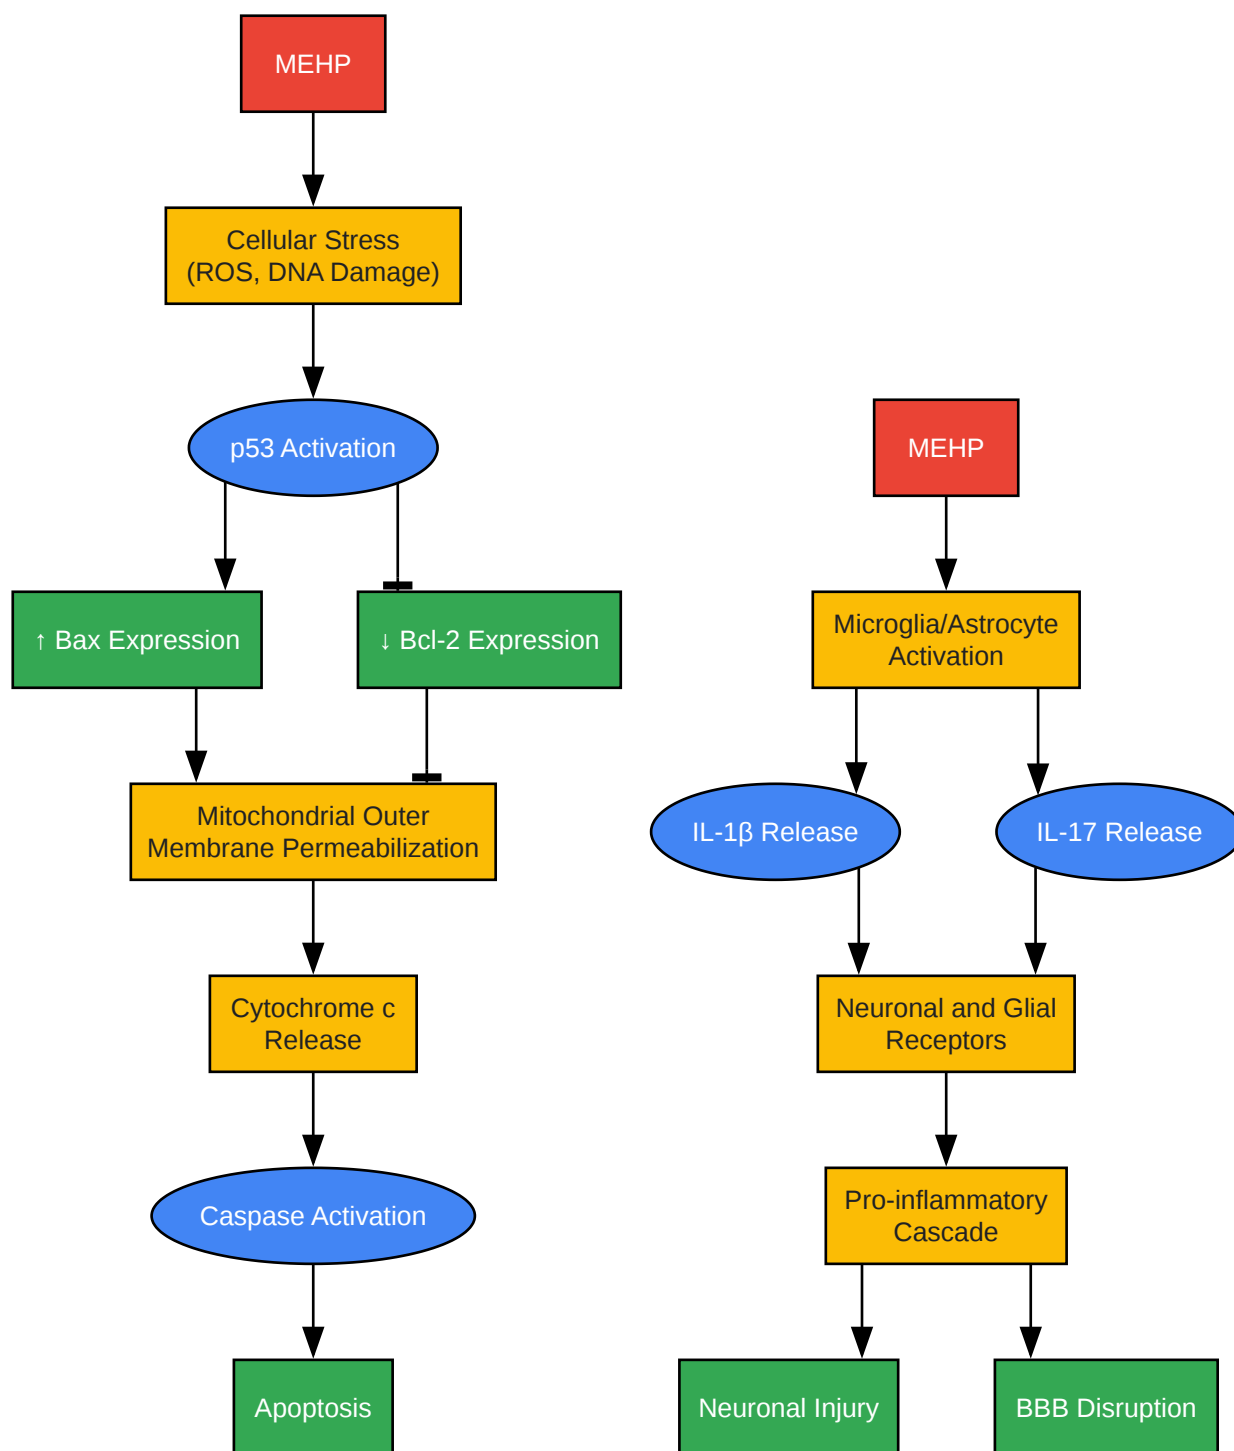 MEHP
Cellular Stress
(ROS, DNA Damage)
p53 Activation
↑ Bax Expression
↓ Bcl-2 Expression
Mitochondrial Outer
Membrane Permeabilization
Cytochrome c
Release
Caspase Activation
Apoptosis
MEHP
Microglia/Astrocyte
Activation
IL-1β Release
IL-17 Release
Neuronal and Glial
Receptors
Pro-inflammatory
Cascade
Neuronal Injury
BBB Disruption